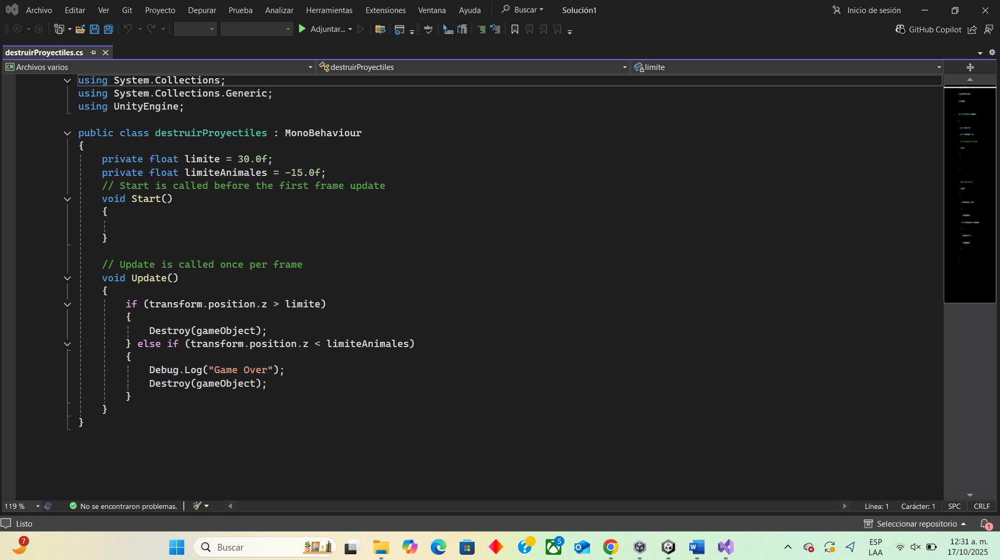 Archivo Editar Ver Git Proyecto Depurar Prueba Analizar Herramientas Extensiones Ventana Ayuda Buscar Solución1 Inicio de sesión
Adjuntar... abc GitHub Copilot
destruirProyectiles.cs
C# Archivos varios destruirProyectiles limite
using System.Collections;
using System.Collections.Generic;
using UnityEngine;
public class destruirProyectiles : MonoBehaviour
{
private float limite = 30.0f;
private float limiteAnimales = -15.0f;
// Start is called before the first frame update
void Start()
{
}
// Update is called once per frame
void Update()
{
if (transform.position.z > limite)
{
Destroy(gameObject);
} else if (transform.position.z < limiteAnimales)
{
Debug.Log("Game Over");
Destroy(gameObject);
}
}
}
119 % No se encontraron problemas. Línea: 1 Carácter: 1 SPC CRLF
Listo Seleccionar repositorio 1
7 Buscar 5 ESP LAA 12:31 a. m.
17/10/2025